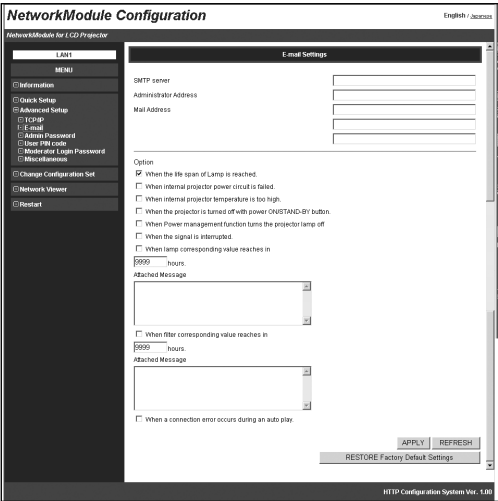 NetworkModule Configuration
English / Japanese
NetworkModule for LCD Projector
LAN1
MENU
Information
Quick Setup
Advanced Setup
TCP/IP
E-mail
Admin Password
User PIN code
Moderator Login Password
Miscellaneous
Change Configuration Set
Network Viewer
Restart
E-mail Settings
SMTP server
Administrator Address
Mail Address
Option
When the life span of Lamp is reached.
When internal projector power circuit is failed.
When internal projector temperature is too high.
When the projector is turned off with power ON/STAND-BY button.
When Power management function turns the projector lamp off
When the signal is interrupted.
When lamp corresponding value reaches in
9999 hours.
Attached Message
When filter corresponding value reaches in
9999 hours.
Attached Message
When a connection error occurs during an auto play.
APPLY REFRESH
RESTORE Factory Default Settings
HTTP Configuration System Ver. 1.00